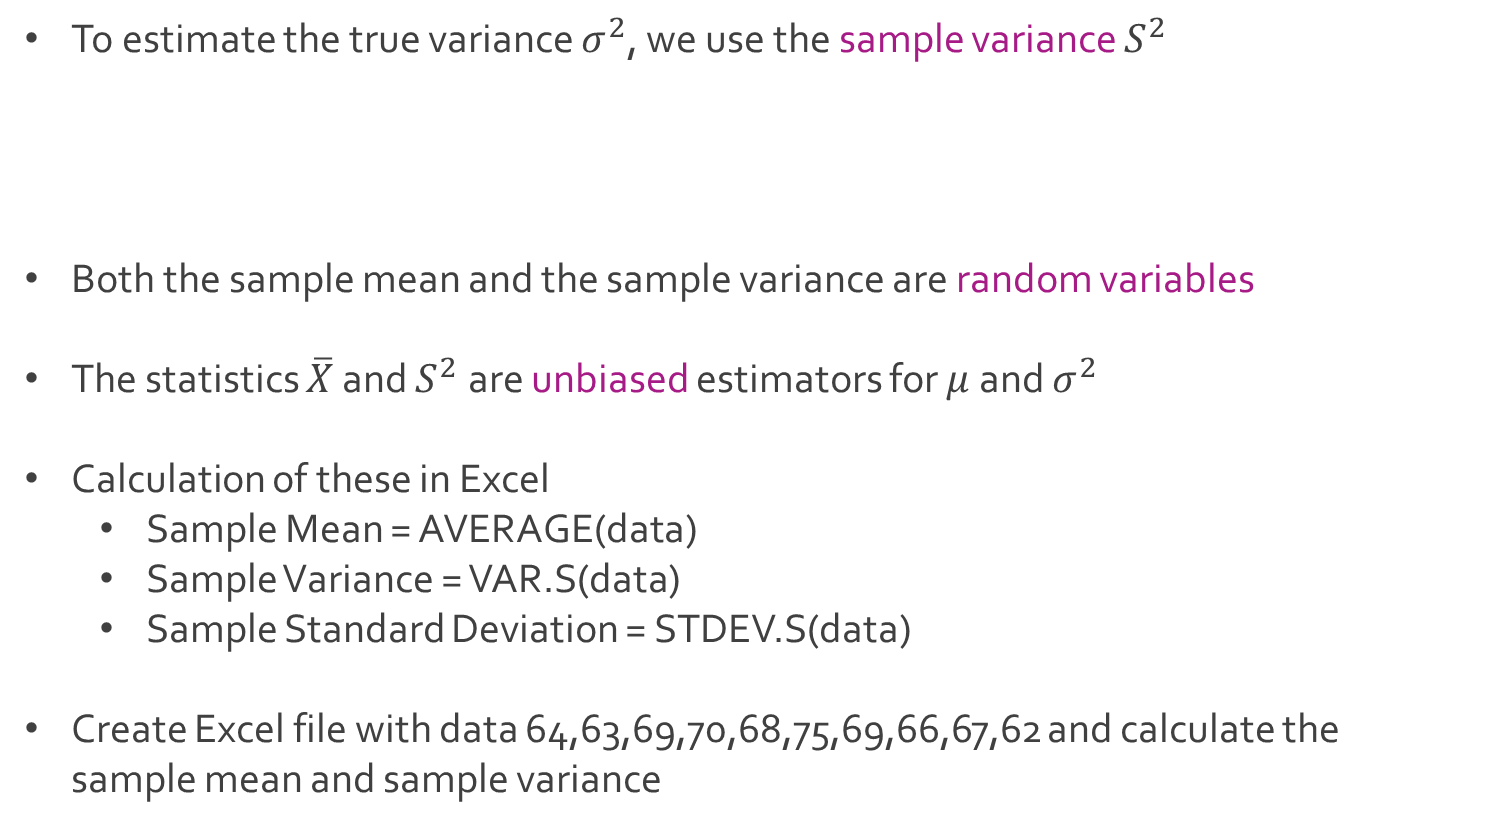 • To estimate the true variance σ², we use the sample variance S²
• Both the sample mean and the sample variance are random variables
• The statistics X̄ and S² are unbiased estimators for μ and σ²
• Calculation of these in Excel
• Sample Mean = AVERAGE(data)
• Sample Variance = VAR.S(data)
• Sample Standard Deviation = STDEV.S(data)
• Create Excel file with data 64,63,69,70,68,75,69,66,67,62 and calculate the
sample mean and sample variance